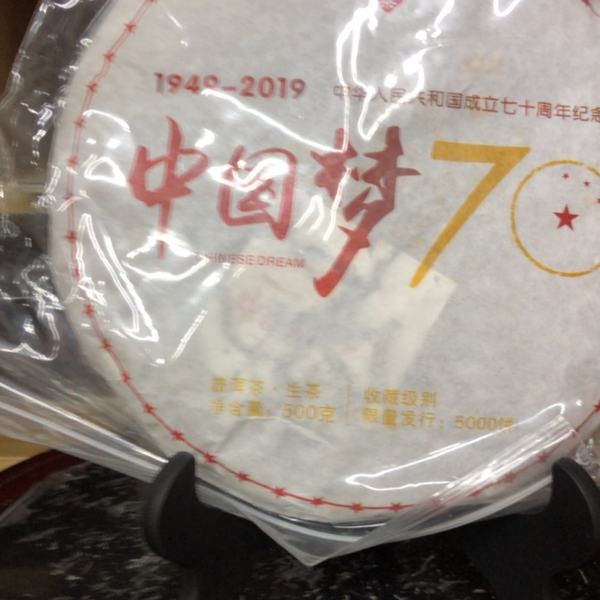 1949-2019 中华人民共和国成立七十周年纪念
中国梦70
CHINESE DREAM
普洱茶·生茶
净含量：500克
收藏级别
限量发行：5000饼